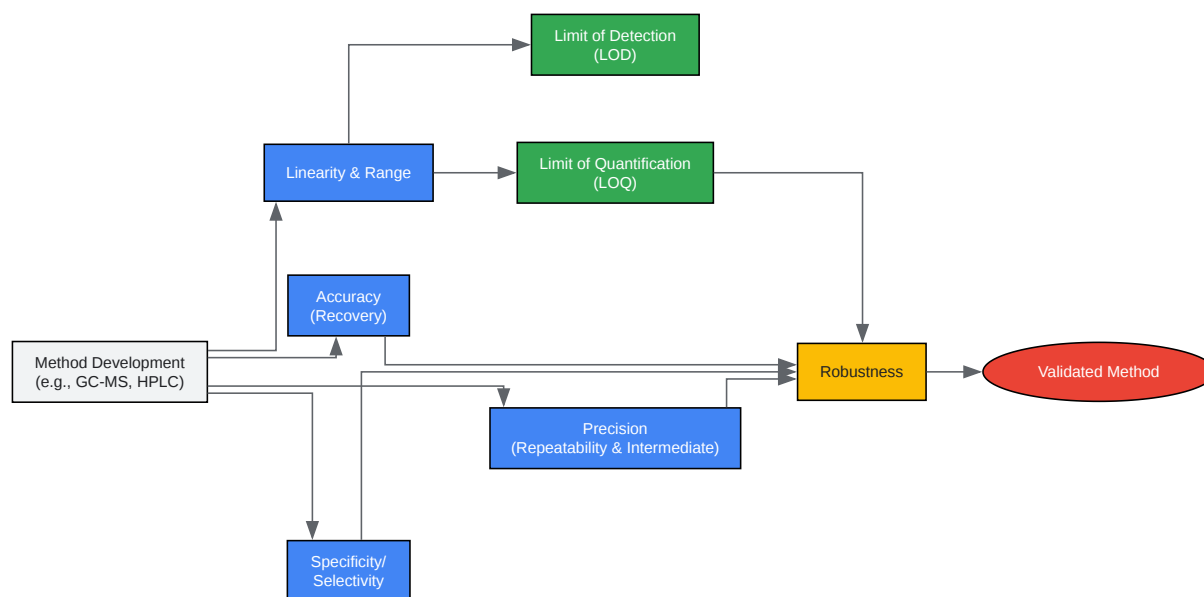 Limit of Detection
(LOD)
Linearity & Range
Limit of Quantification
(LOQ)
Accuracy
(Recovery)
Method Development
(e.g., GC-MS, HPLC)
Robustness
Validated Method
Precision
(Repeatability & Intermediate)
Specificity/
Selectivity